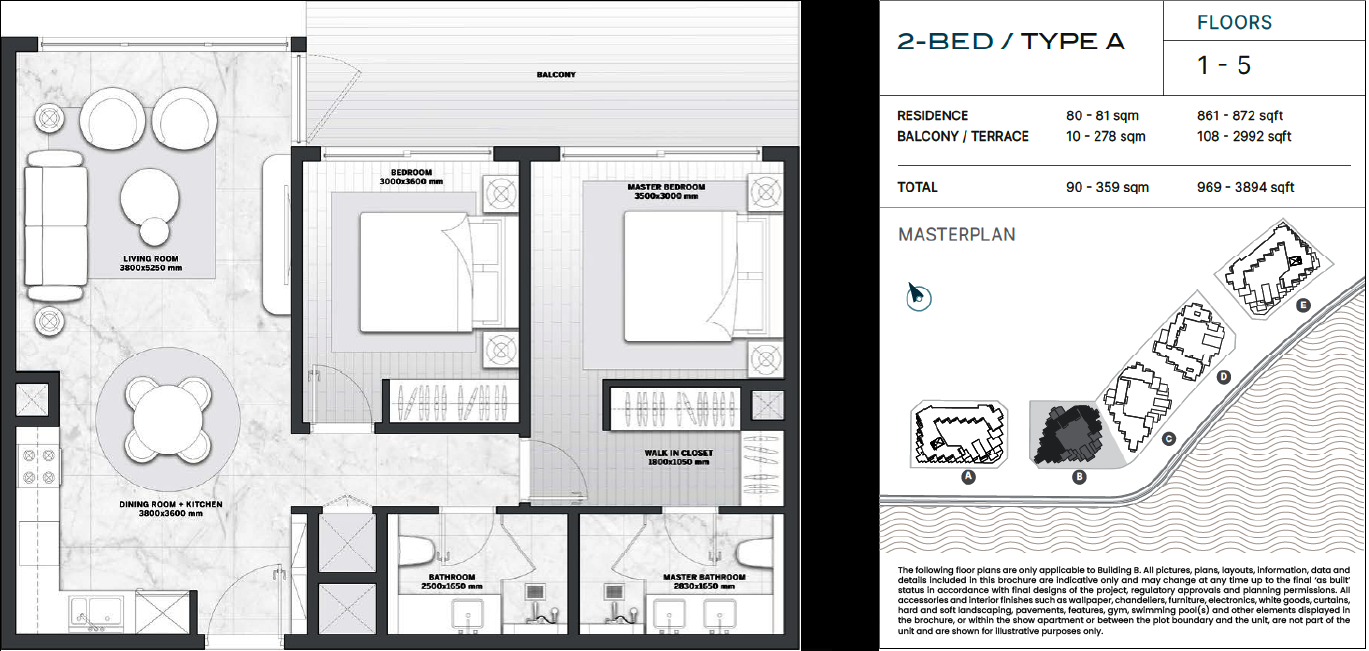 BALCONY
BEDROOM
3000x3600 mm
MASTER BEDROOM
3500x3000 mm
LIVING ROOM
3800x5250 mm
WALK IN CLOSET
1800x1050 mm
DINING ROOM + KITCHEN
3800x3600 mm
BATHROOM
2500x1650 mm
MASTER BATHROOM
2830x1650 mm
2-BED / TYPE A
FLOORS
1 - 5
RESIDENCE 80 - 81 sqm 861 - 872 sqft
BALCONY / TERRACE 10 - 278 sqm 108 - 2992 sqft
TOTAL 90 - 359 sqm 969 - 3894 sqft
MASTERPLAN
E
D
C
A
B
The following floor plans are only applicable to Building B. All pictures, plans, layouts, information, data and
details included in this brochure are indicative only and may change at any time up to the final ‘as built’
status in accordance with final designs of the project, regulatory approvals and planning permissions. All
accessories and interior finishes such as wallpaper, chandeliers, furniture, electronics, white goods, curtains,
hard and soft landscaping, pavements, features, gym, swimming pool(s) and other elements displayed in
the brochure, or within the show apartment or between the plot boundary and the unit, are not part of the
unit and are shown for illustrative purposes only.